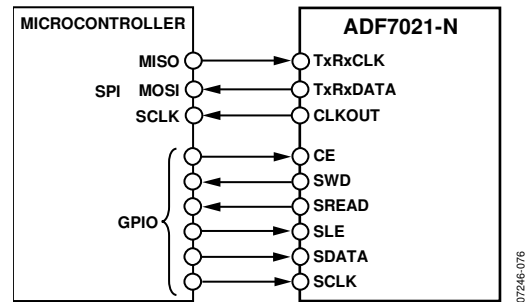 MICROCONTROLLER
ADF7021-N
MISO
TxRxCLK
SPI
MOSI
TxRxDATA
SCLK
CLKOUT
CE
SWD
SREAD
GPIO
SLE
SDATA
SCLK
07246-076